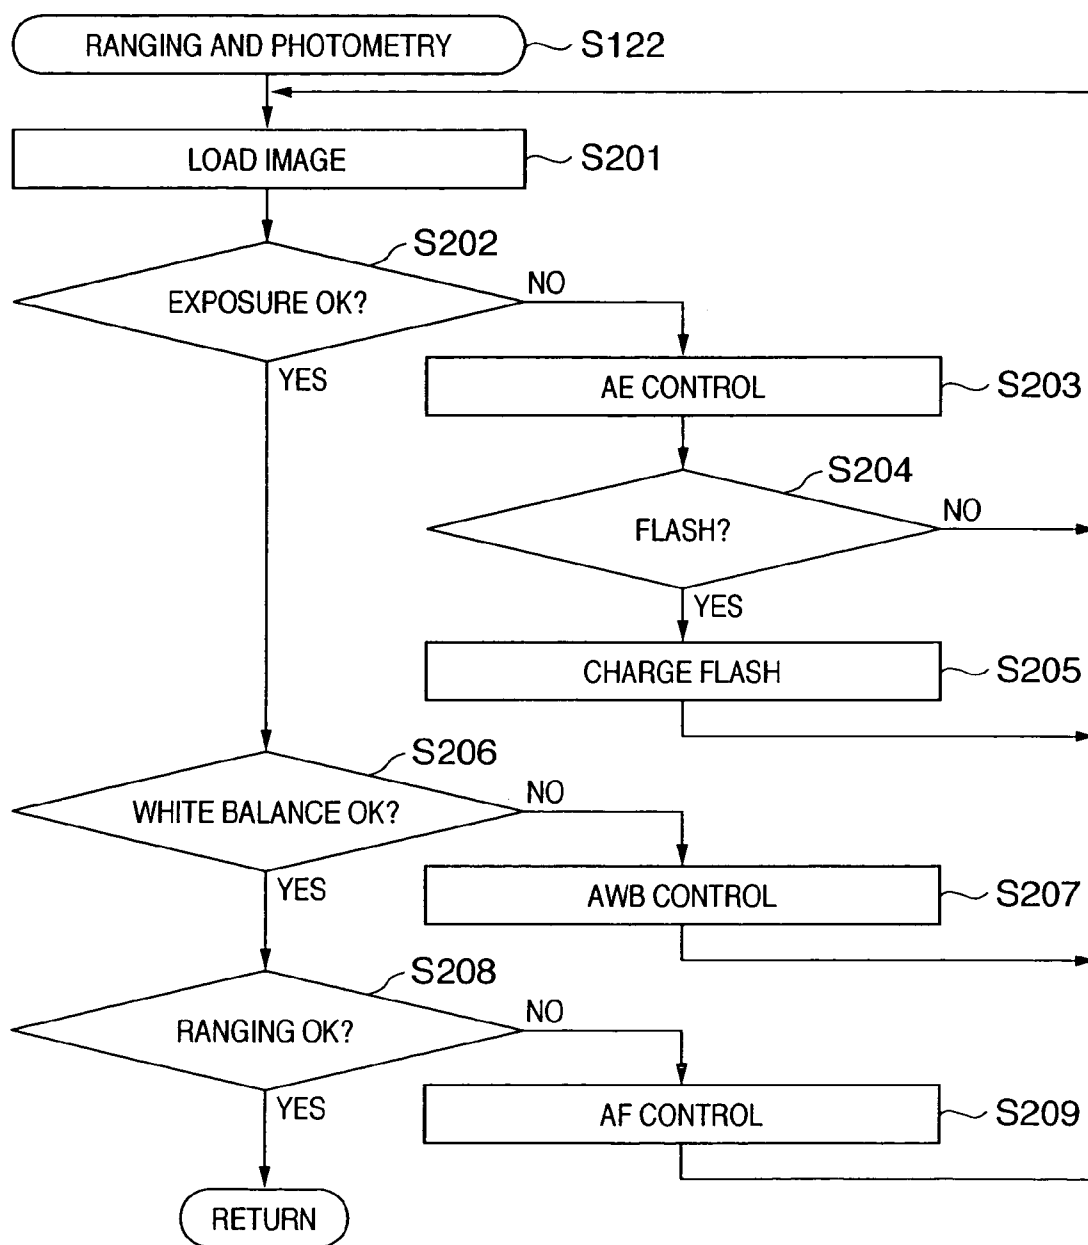 RANGING AND PHOTOMETRY
S122
LOAD IMAGE
S201
S202
EXPOSURE OK?
NO
YES
AE CONTROL
S203
S204
FLASH?
NO
YES
CHARGE FLASH
S205
S206
WHITE BALANCE OK?
NO
YES
AWB CONTROL
S207
S208
RANGING OK?
NO
YES
AF CONTROL
S209
RETURN